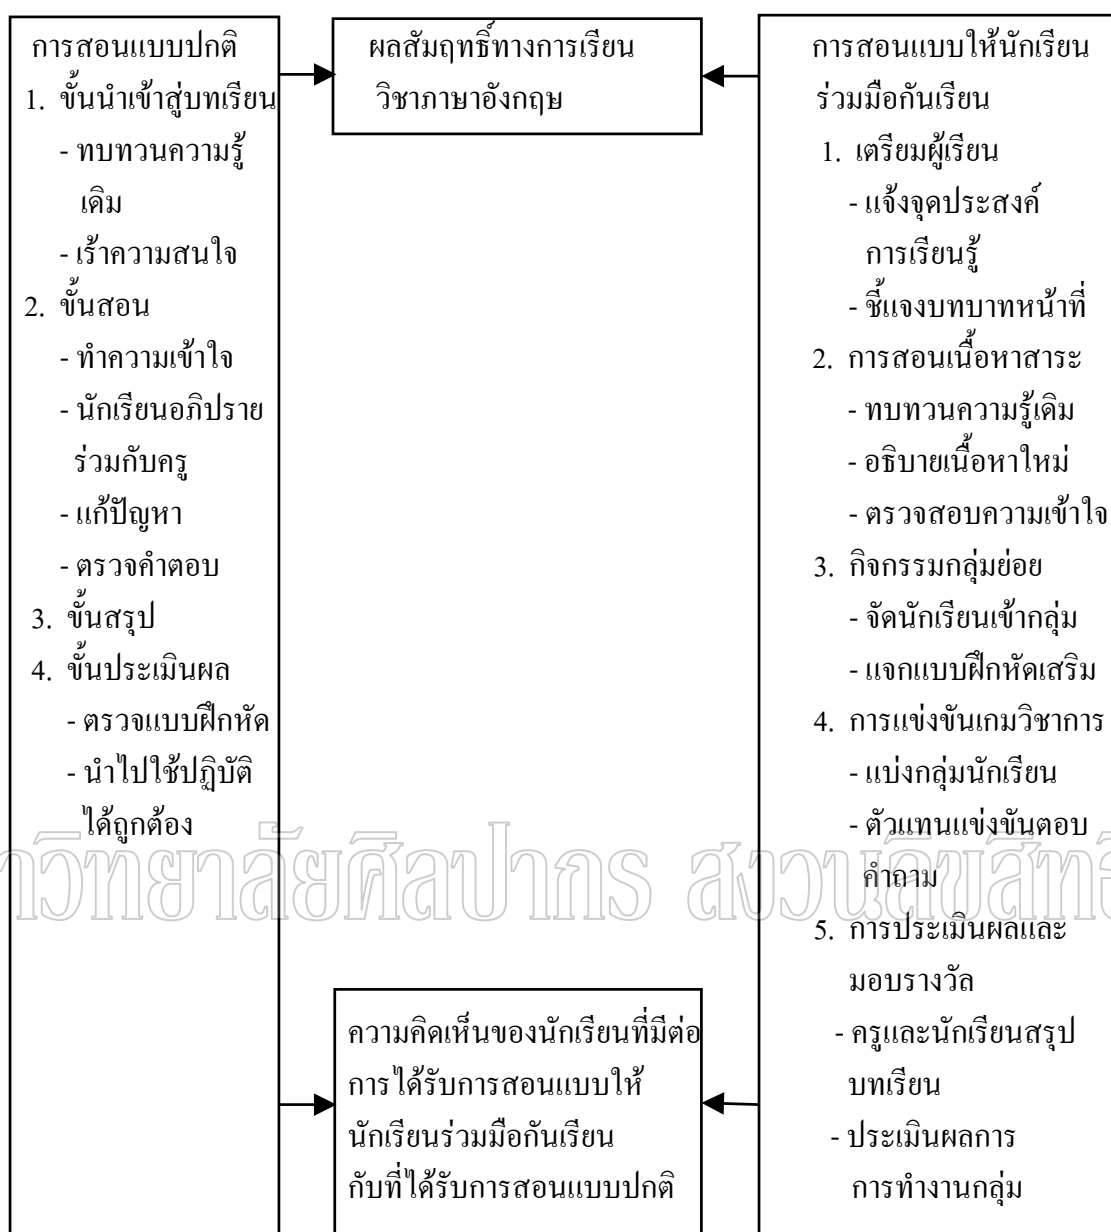 การสอนแบบปกติ
1. ขั้นนำเข้าสู่บทเรียน
- ทบทวนความรู้
เดิม
- เร้าความสนใจ
2. ขั้นสอน
- ทำความเข้าใจ
- นักเรียนอภิปราย
ร่วมกับครู
- แก้ปัญหา
- ตรวจคำตอบ
3. ขั้นสรุป
4. ขั้นประเมินผล
- ตรวจแบบฝึกหัด
- นำไปใช้ปฏิบัติ
ได้ถูกต้อง
ผลสัมฤทธิ์ทางการเรียน
วิชาภาษาอังกฤษ
ความคิดเห็นของนักเรียนที่มีต่อ
การได้รับการสอนแบบให้
นักเรียนร่วมมือกันเรียน
กับที่ได้รับการสอนแบบปกติ
การสอนแบบให้นักเรียน
ร่วมมือกันเรียน
1. เตรียมผู้เรียน
- แจ้งจุดประสงค์
การเรียนรู้
- ชี้แจงบทบาทหน้าที่
2. การสอนเนื้อหาสาระ
- ทบทวนความรู้เดิม
- อธิบายเนื้อหาใหม่
- ตรวจสอบความเข้าใจ
3. กิจกรรมกลุ่มย่อย
- จัดนักเรียนเข้ากลุ่ม
- แจกแบบฝึกหัดเสริม
4. การแข่งขันเกมวิชาการ
- แบ่งกลุ่มนักเรียน
- ตัวแทนแข่งขันตอบ
คำถาม
5. การประเมินผลและ
มอบรางวัล
- ครูและนักเรียนสรุป
บทเรียน
- ประเมินผลการ
การทำงานกลุ่ม
าวิทยาลัยศิลปากร สงวนลิขสิทธิ